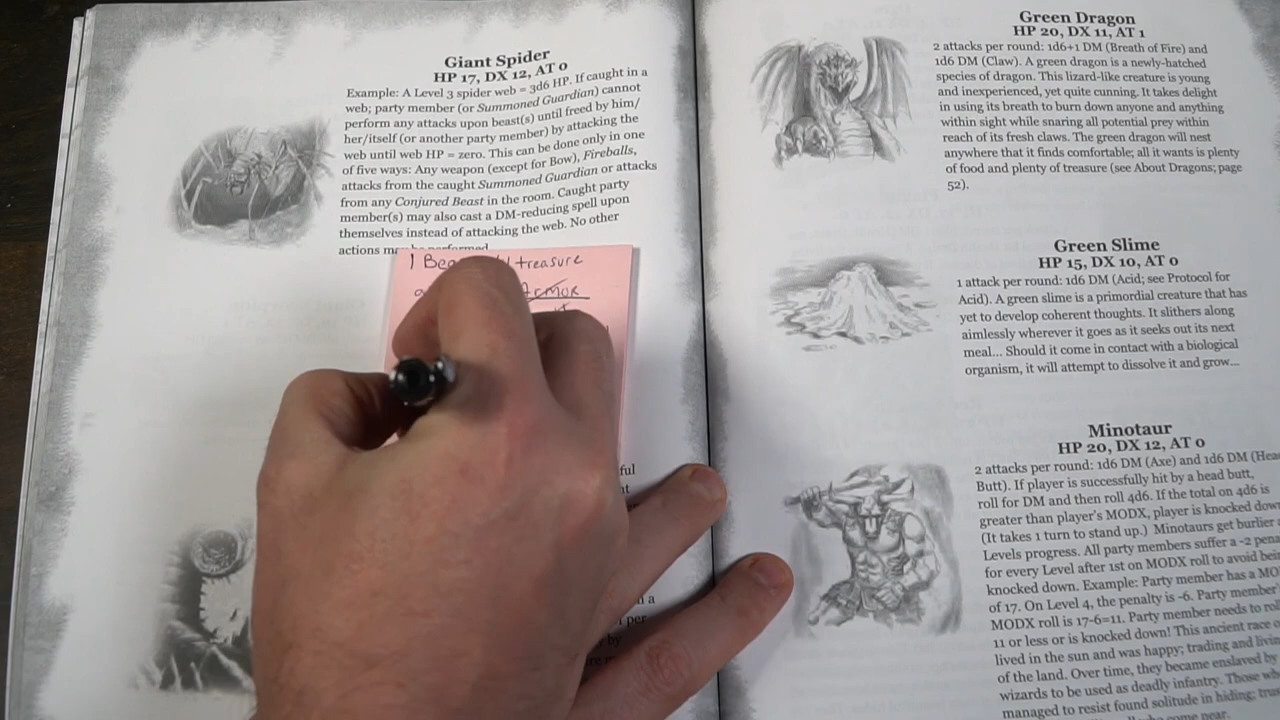 Giant Spider
HP 17, DX 12, AT 0
Example: A Level 3 spider web = 3d6 HP. If caught in a
web; party member (or Summoned Guardian) cannot
perform any attacks upon beast(s) until freed by him/
her/itself (or another party member) by attacking the
web until web HP = zero. This can be done only in one
of five ways: Any weapon (except for Bow), Fireballs,
attacks from the caught Summoned Guardian or attacks
from any Conjured Beast in the room. Caught party
member(s) may also cast a DM-reducing spell upon
themselves instead of attacking the web. No other
actions may be performed
1 treasure
Armor
ful
a
per
by
Green Dragon
HP 20, DX 11, AT 1
2 attacks per round: 1d6+1 DM (Breath of Fire) and
1d6 DM (Claw). A green dragon is a newly-hatched
species of dragon. This lizard-like creature is young
and inexperienced, yet quite cunning. It takes delight
in using its breath to burn down anyone and anything
within sight while snaring all potential prey within
reach of its fresh claws. The green dragon will nest
anywhere that it finds comfortable; all it wants is plenty
of food and plenty of treasure (see About Dragons; page
52).
Green Slime
HP 15, DX 10, AT 0
1 attack per round: 1d6 DM (Acid; see Protocol for
Acid). A green slime is a primordial creature that has
yet to develop coherent thoughts. It slithers along
aimlessly wherever it goes as it seeks out its next
meal... Should it come in contact with a biological
organism, it will attempt to dissolve it and grow...
Minotaur
HP 20, DX 12, AT 0
2 attacks per round: 1d6 DM (Axe) and 1d6 DM (Head
Butt). If player is successfully hit by a head butt,
roll for DM and then roll 4d6. If the total on 4d6 is
greater than player's MODX, player is knocked down
(It takes 1 turn to stand up.) Minotaurs get burlier
Levels progress. All party members suffer a -2 pena
for every Level after 1st on MODX roll to avoid bein
knocked down. Example: Party member has a MO
of 17. On Level 4, the penalty is -6. Party member'
MODX roll is 17-6=11. Party member needs to rol
11 or less or is knocked down! This ancient race o
lived in the sun and was happy; trading and livin
of the land. Over time, they became enslaved by
wizards to be used as deadly infantry. Those wh
managed to resist found solitude in hiding; trus
come near.